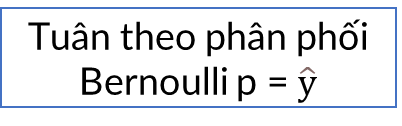 Tuân theo phân phối
Bernoulli p = ŷ